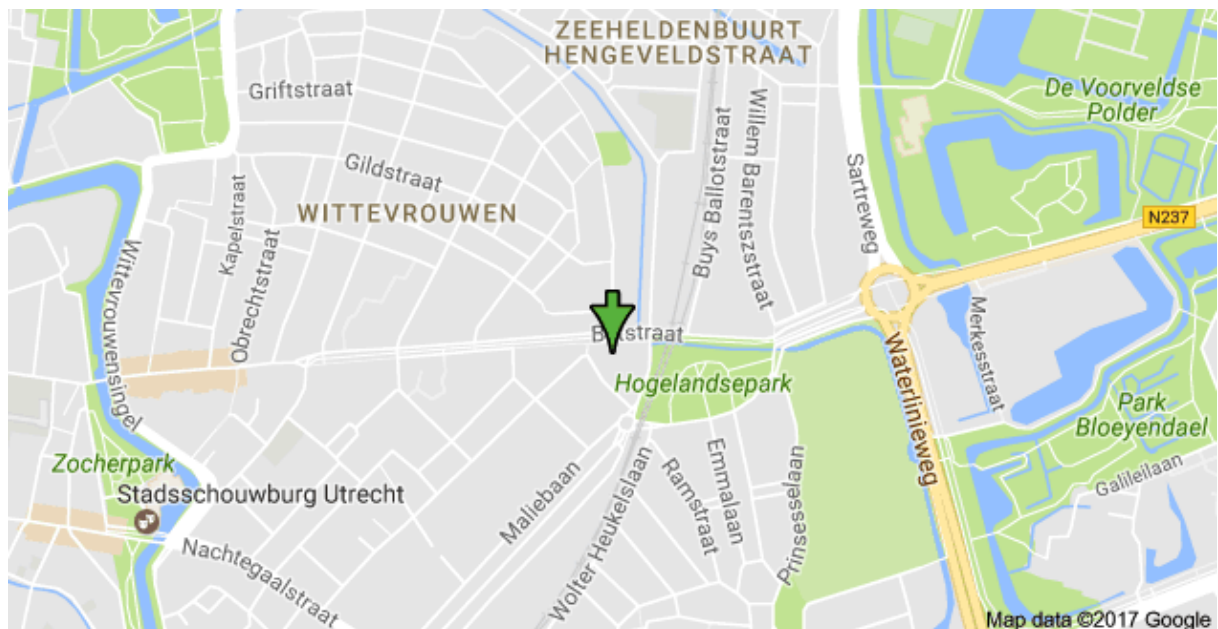 ZEEHELDENBUURT
HENGEVELDSTRAAT
De Voorveldse
Polder
Griftstraat
Willem Barentszstraat
Buys Ballotstraat
Sartreweg
Gildstraat
WITTEVROUWEN
Kapelstraat
N237
Obrechtstraat
Wittevrouwensingel
Merkesstraat
Waterlinieweg
Hogelandsepark
Park
Bloeyendael
Zocherpark
Stadsschouwburg Utrecht
Maliebaan
Wolter Heukelslaan
Ramstraat
Emmalaan
Prinsesselaan
Galileilaan
Nachtegaalstraat
Map data ©2017 Google